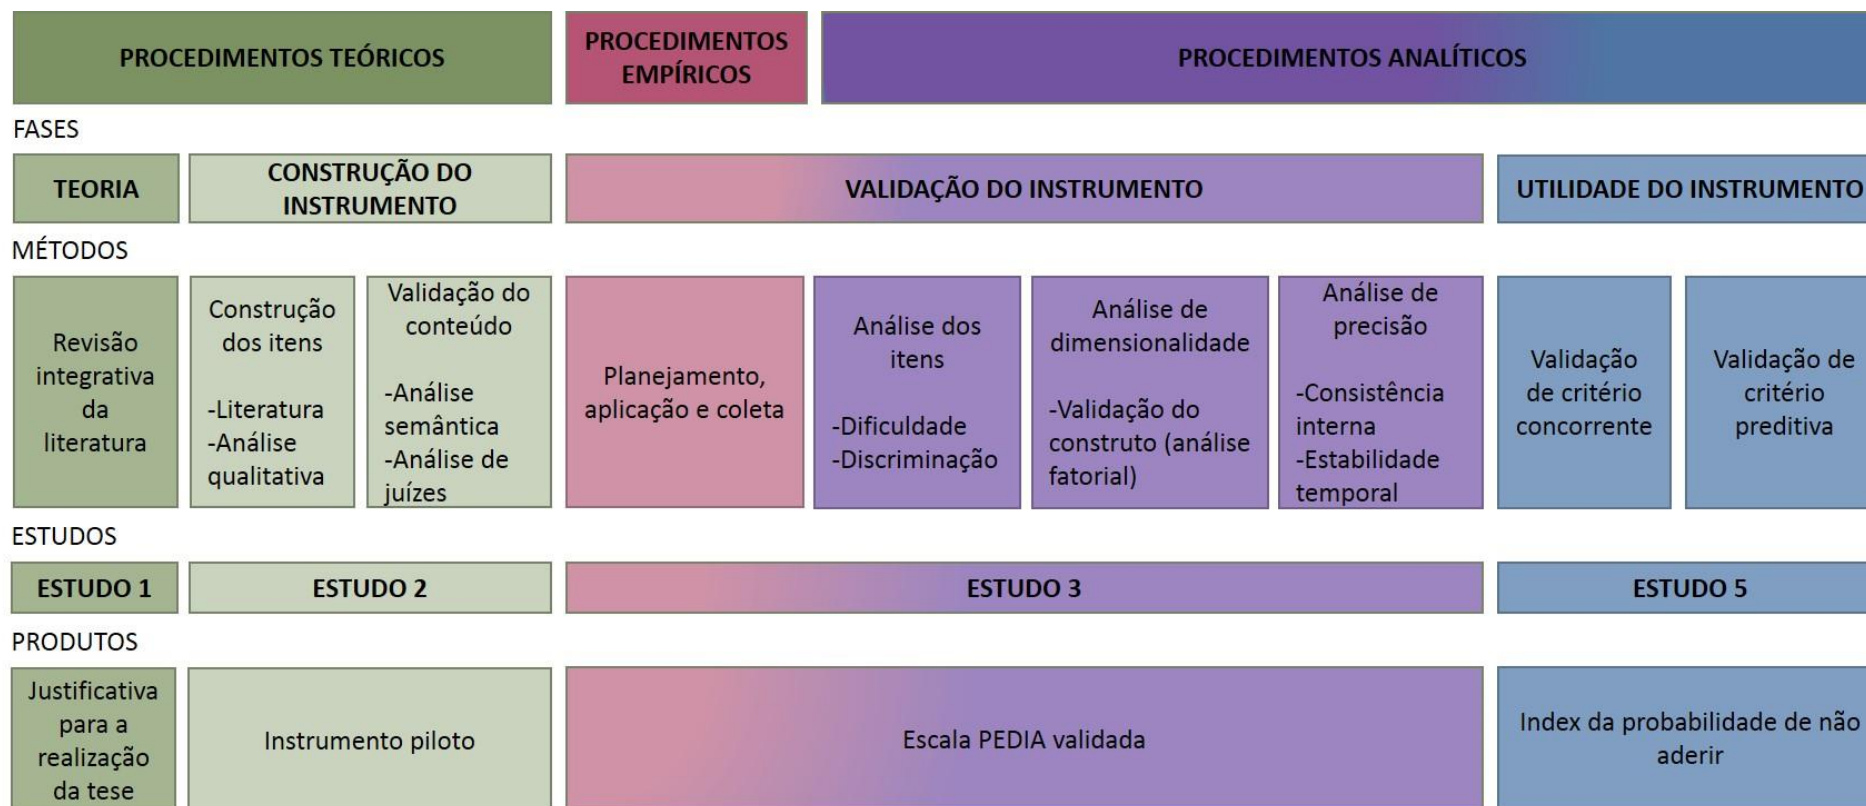 PROCEDIMENTOS TEÓRICOS
PROCEDIMENTOS
EMPÍRICOS
PROCEDIMENTOS ANALÍTICOS
FASES
TEORIA
CONSTRUÇÃO DO
INSTRUMENTO
VALIDAÇÃO DO INSTRUMENTO
UTILIDADE DO INSTRUMENTO
MÉTODOS
Revisão
integrativa
da
literatura
Construção
dos itens
-Literatura
-Análise
qualitativa
Validação do
conteúdo
-Análise
semântica
-Análise de
juízes
Planejamento,
aplicação e coleta
Análise dos
itens
-Dificuldade
-Discriminação
Análise de
dimensionalidade
-Validação do
construto (análise
fatorial)
Análise de
precisão
-Consistência
interna
-Estabilidade
temporal
Validação
de critério
concorrente
Validação de
critério
preditiva
ESTUDOS
ESTUDO 1
ESTUDO 2
ESTUDO 3
ESTUDO 5
PRODUTOS
Justificativa
para a
realização
da tese
Instrumento piloto
Escala PEDIA validada
Index da probabilidade de não
aderir